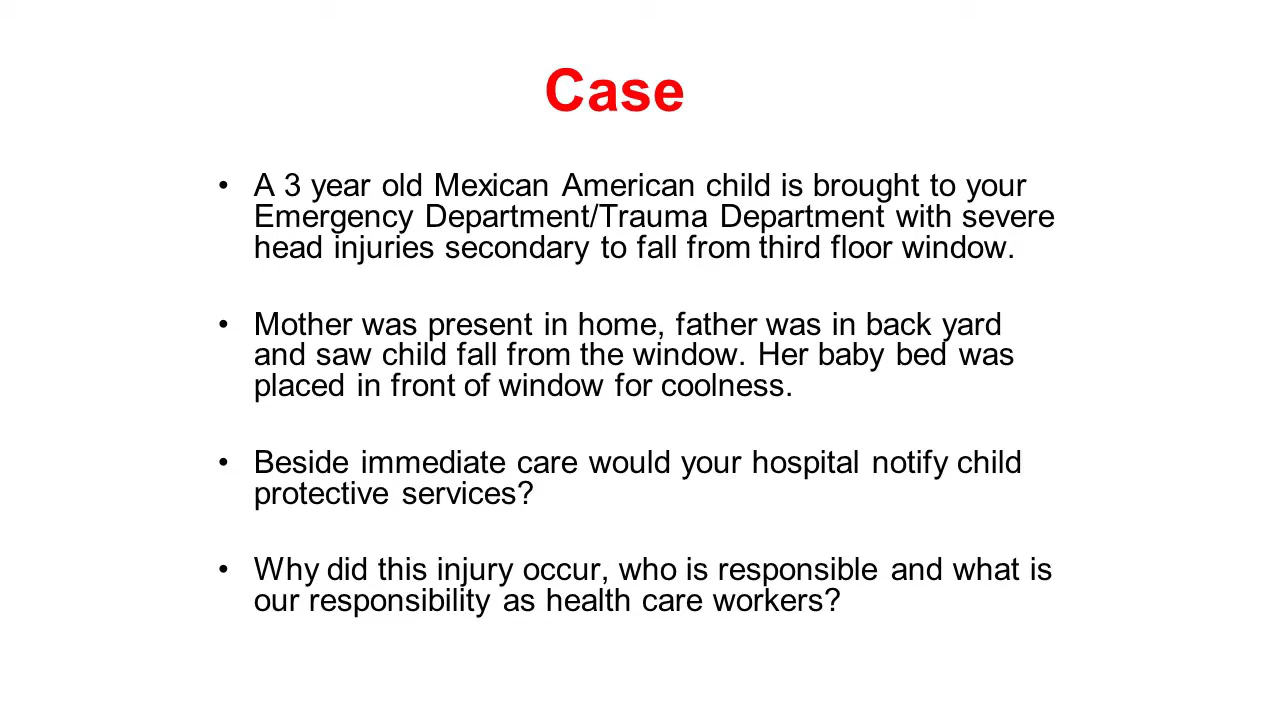 Case
• A 3 year old Mexican American child is brought to your
Emergency Department/Trauma Department with severe
head injuries secondary to fall from third floor window.
• Mother was present in home, father was in back yard
and saw child fall from the window. Her baby bed was
placed in front of window for coolness.
• Beside immediate care would your hospital notify child
protective services?
• Why did this injury occur, who is responsible and what is
our responsibility as health care workers?